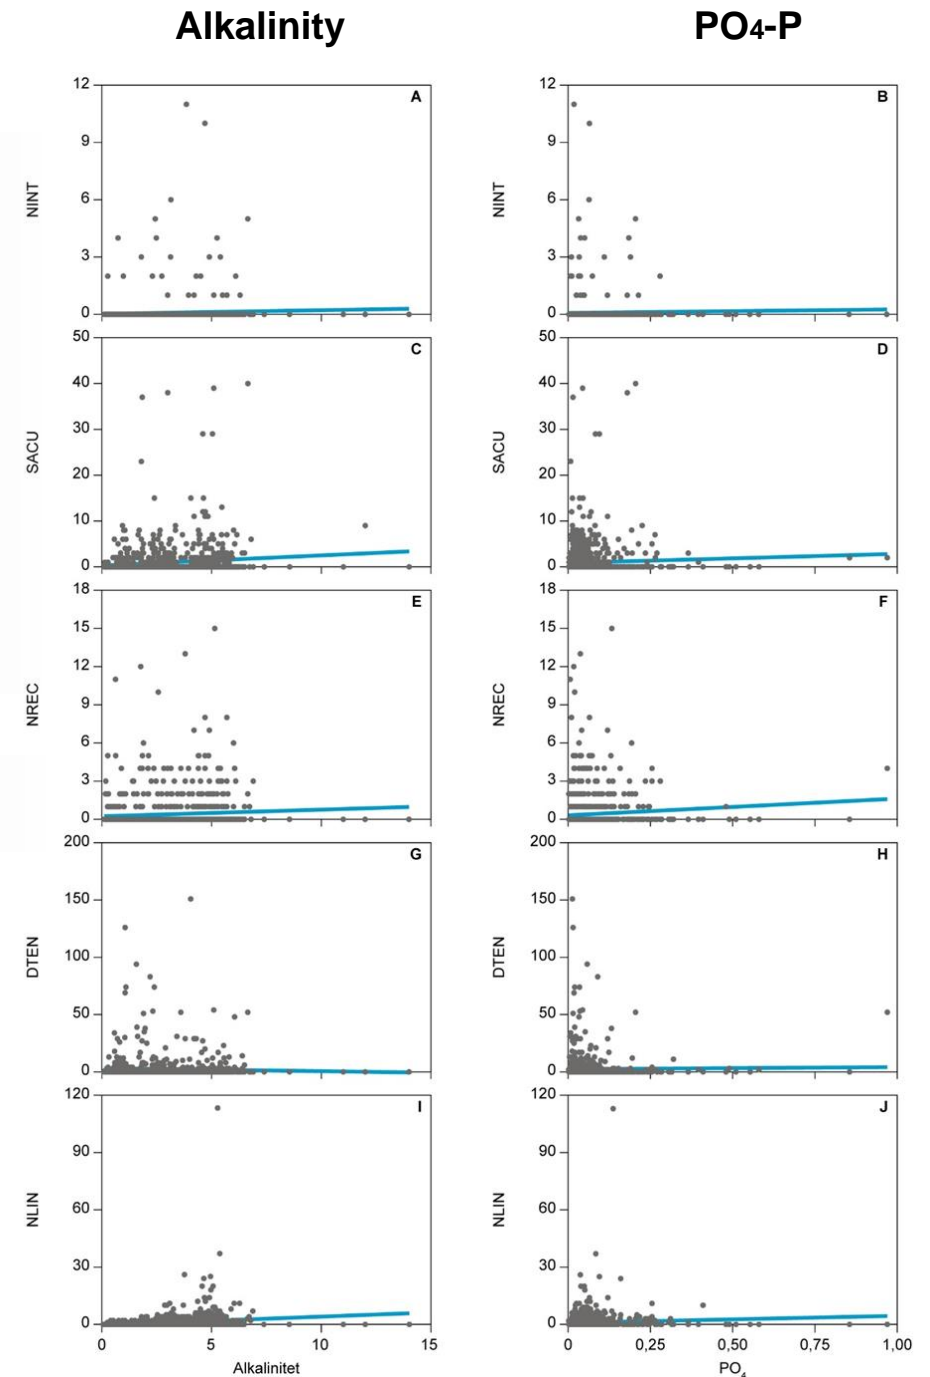 Alkalinity PO4-P
12 A 12 B
9 9
NINT 6 NINT 6
3 3
0 0
0 5 10 15
50 C 50 D
40 40
SACU 30 SACU 30
20 20
10 10
0 0
18 E 18 F
15 15
12 12
NREC 9 NREC 9
6 6
3 3
0 0
200 G 200 H
150 150
DTEN 100 DTEN 100
50 50
0 0
120 I 120 J
90 90
NLIN 60 NLIN 60
30 30
0 0
0 5 10 15 0 0,25 0,50 0,75 1,00
Alkalinitet PO4